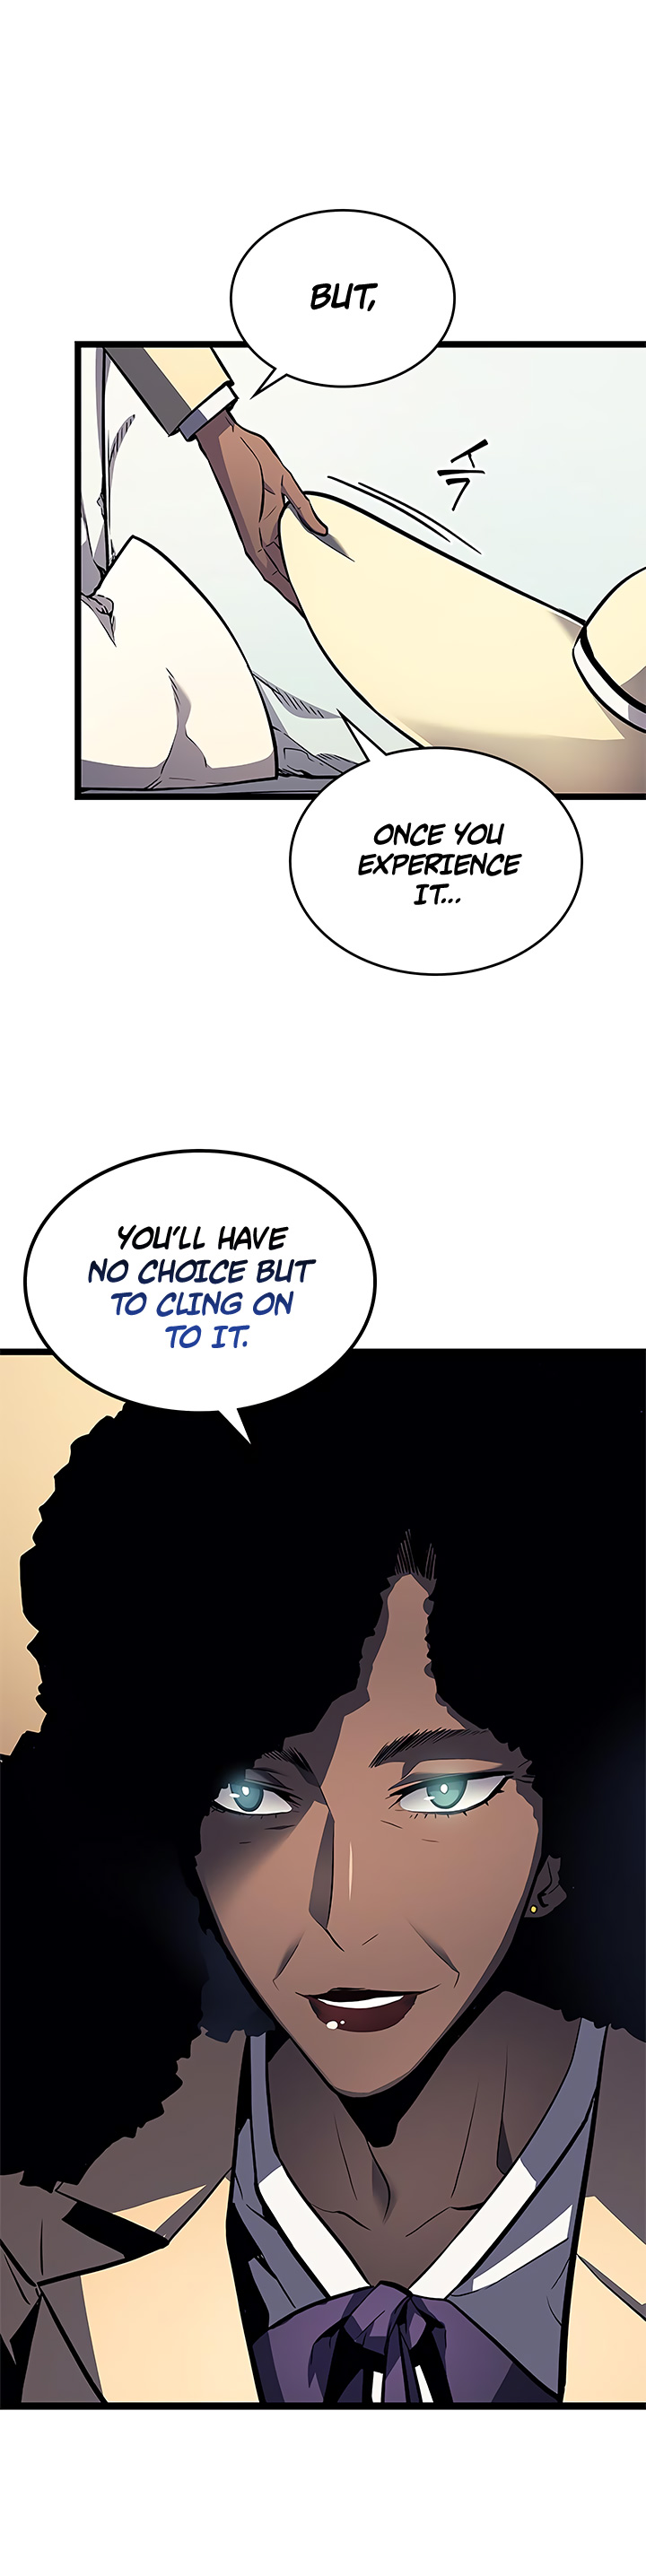 BUT,
ONCE YOU
EXPERIENCE
IT...
YOU'LL HAVE
NO CHOICE BUT
TO CLING ON
TO IT.